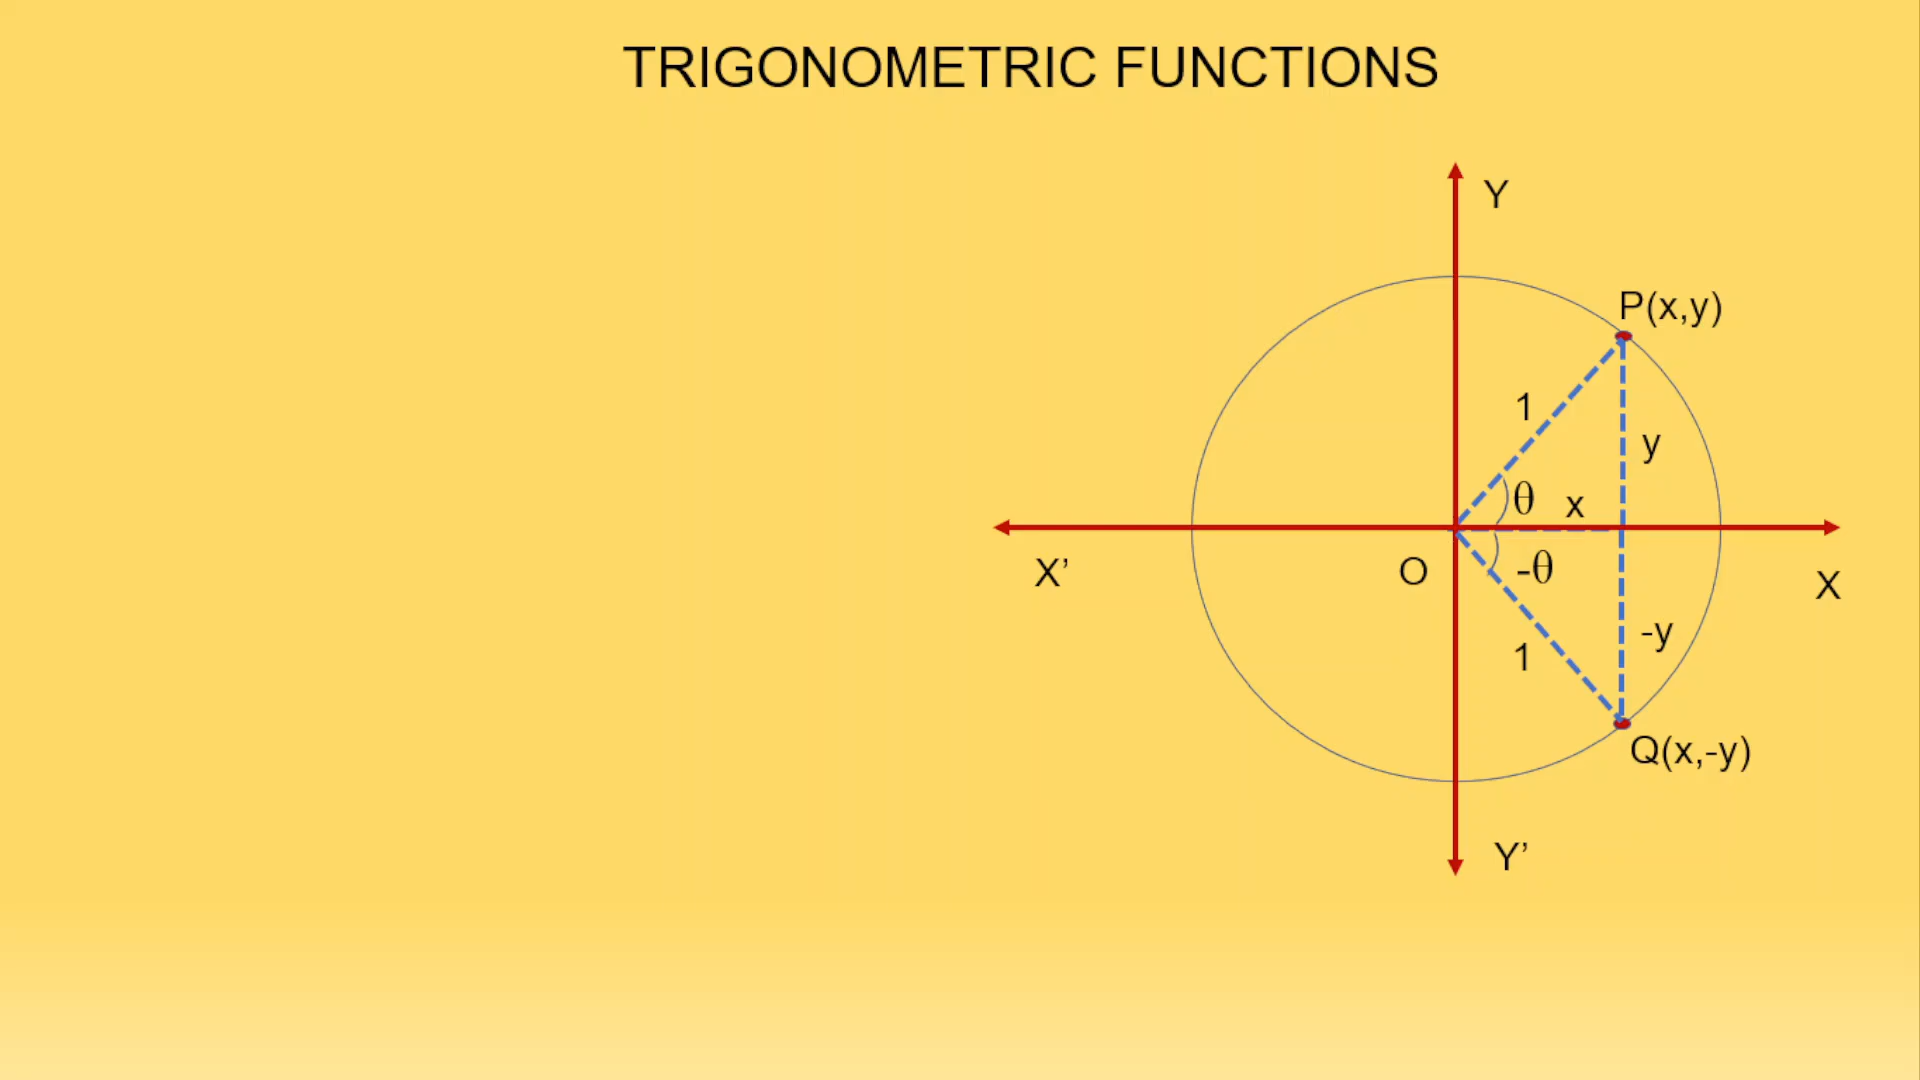 TRIGONOMETRIC FUNCTIONS
Y
P(x,y)
1
y
θ
x
X’
O
-θ
X
-y
1
Q(x,-y)
Y’